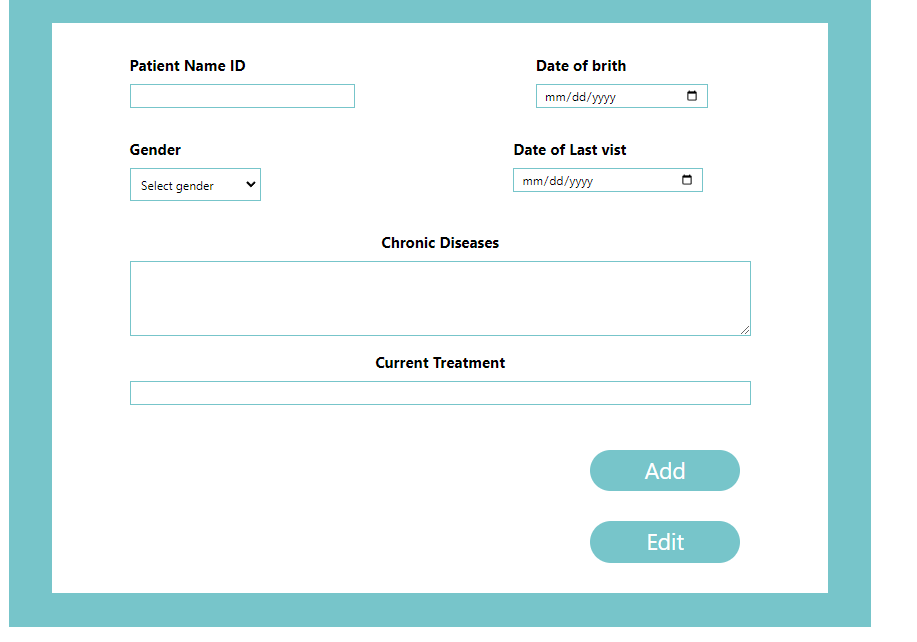 Patient Name ID
Date of brith
mm/dd/yyyy
Gender
Date of Last vist
Select gender
mm/dd/yyyy
Chronic Diseases
Current Treatment
Add
Edit